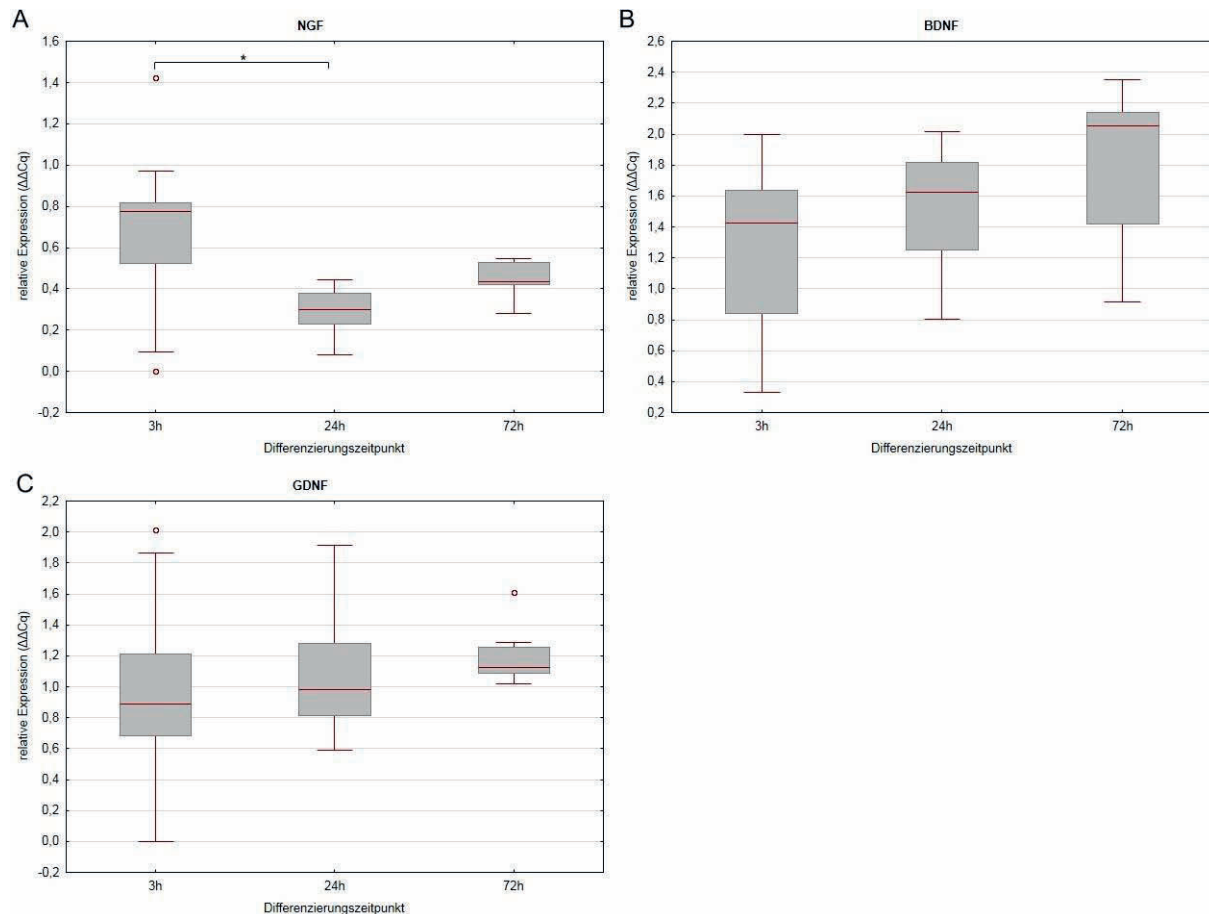 A
NGF
1,6
1,4
1,2
1,0
0,8
0,6
0,4
0,2
0,0
-0,2
relative Expression (ΔΔCq)
*
3h 24h 72h
Differenzierungszeitpunkt
B
BDNF
2,6
2,4
2,2
2,0
1,8
1,6
1,4
1,2
1,0
0,8
0,6
0,4
0,2
relative Expression (ΔΔCq)
3h 24h 72h
Differenzierungszeitpunkt
C
GDNF
2,2
2,0
1,8
1,6
1,4
1,2
1,0
0,8
0,6
0,4
0,2
0,0
-0,2
relative Expression (ΔΔCq)
3h 24h 72h
Differenzierungszeitpunkt